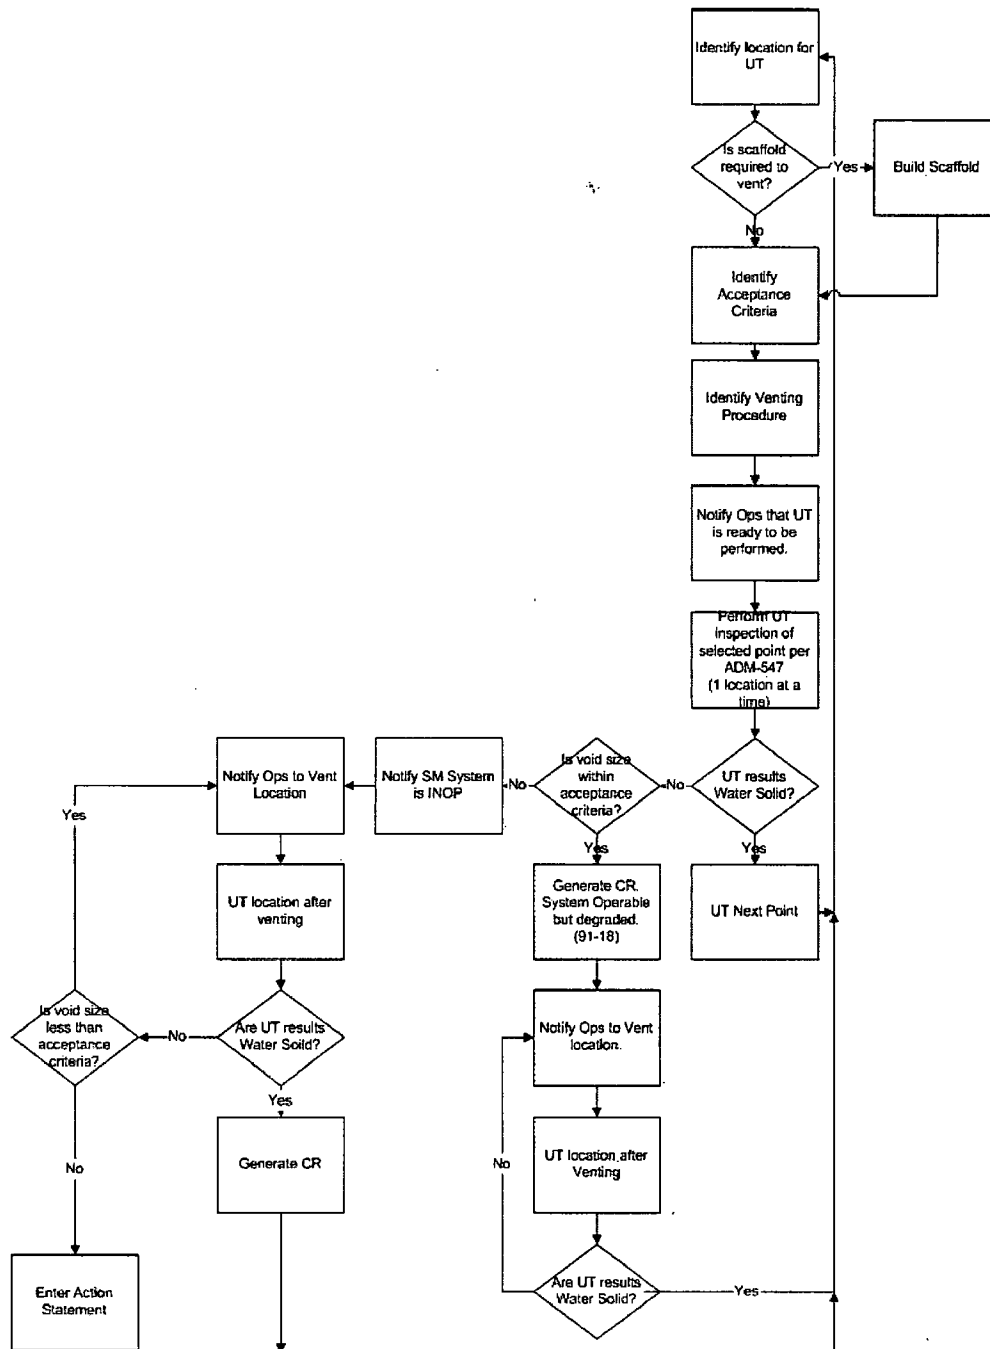 Identify location for
UT
Is scaffold
required to
vent?
Yes
Build Scaffold
No
Identify
Acceptance
Criteria
Identify Venting
Procedure
Notify Ops that UT
is ready to be
performed.
Perform UT
inspection of
selected point per
ADM-547
(1 location at a
time)
Notify Ops to Vent
Location
Notify SM System
is INOP
No
Is void size
within
acceptance
criteria?
No
UT results
Water Solid?
Yes
Yes
Yes
UT location after
venting
Generate CR.
System Operable
but degraded.
(91-18)
UT Next Point
Is void size
less than
acceptance
criteria?
No
Are UT results
Water Soild?
Notify Ops to Vent
location.
Yes
No
Generate CR
No
UT location after
Venting
Enter Action
Statement
Are UT results
Water Solid?
Yes